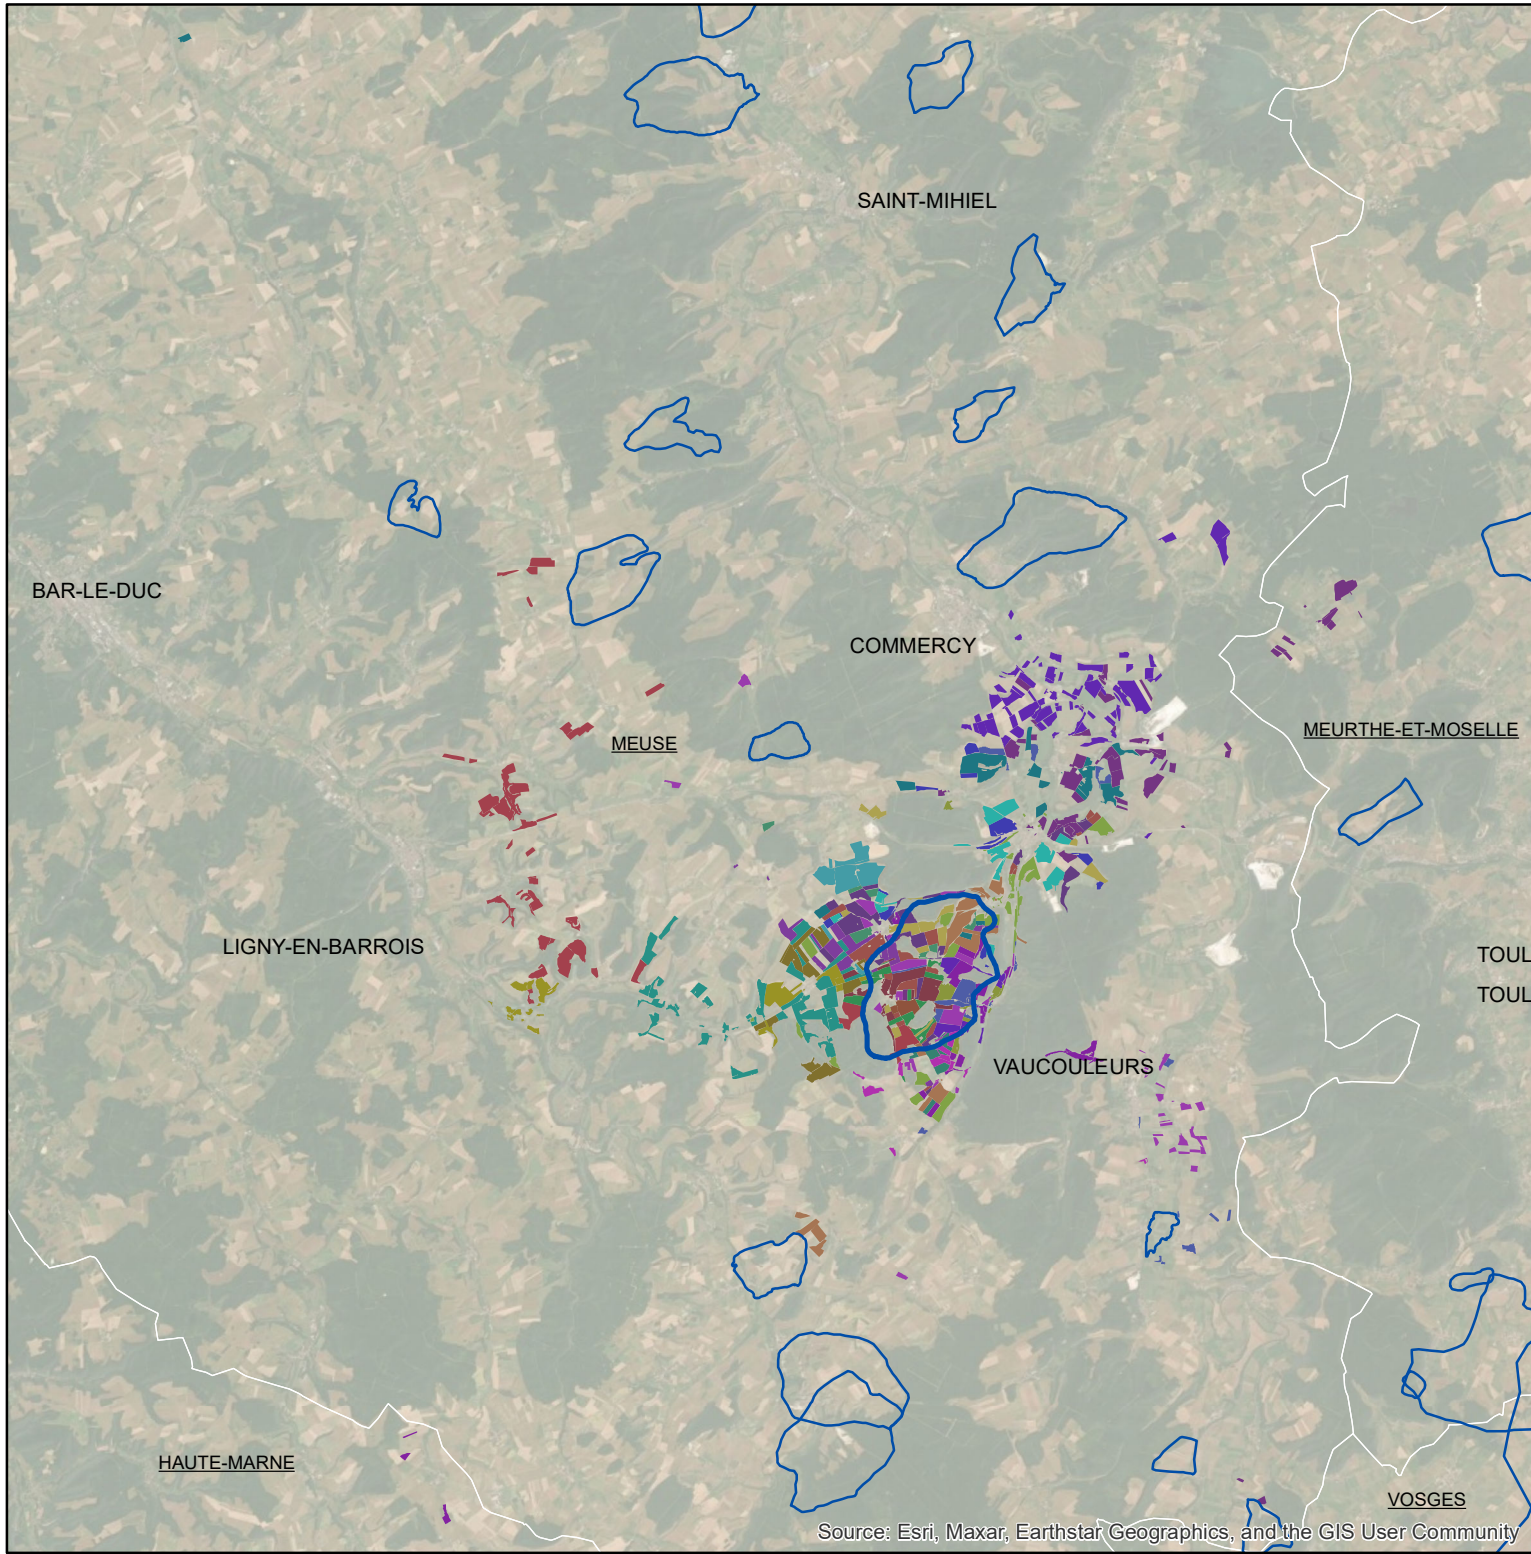 SAINT-MIHIEL
BAR-LE-DUC
COMMERCY
MEUSE
MEURTHE-ET-MOSELLE
LIGNY-EN-BARROIS
TOUL
TOUL
VAUCOULEURS
HAUTE-MARNE
VOSGES
Source: Esri, Maxar, Earthstar Geographics, and the GIS User Community